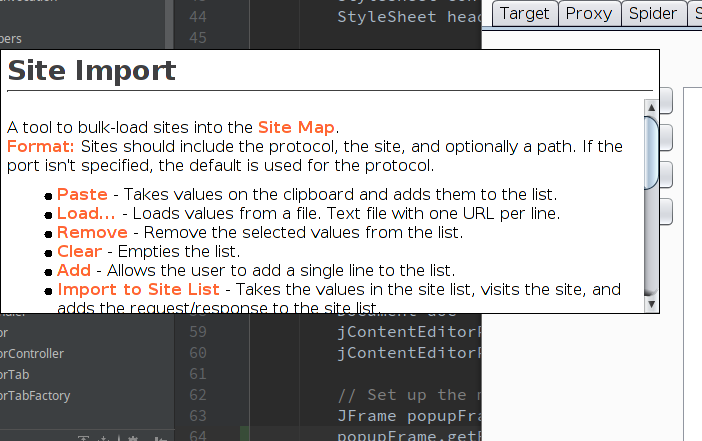 44 StyleSheet head
45
Target Proxy Spider
pers
Site Import
A tool to bulk-load sites into the Site Map.
Format: Sites should include the protocol, the site, and optionally a path. If the
port isn't specified, the default is used for the protocol.
Paste - Takes values on the clipboard and adds them to the list.
Load... - Loads values from a file. Text file with one URL per line.
Remove - Remove the selected values from the list.
Clear - Empties the list.
Add - Allows the user to add a single line to the list.
Import to Site List - Takes the values in the site list, visits the site, and
adds the request/response to the site list.
or
orController
orTab
orTabFactory
59 jContentEditorP
60 jContentEditorP
61
62 // Set up the
63 JFrame popupFra
64